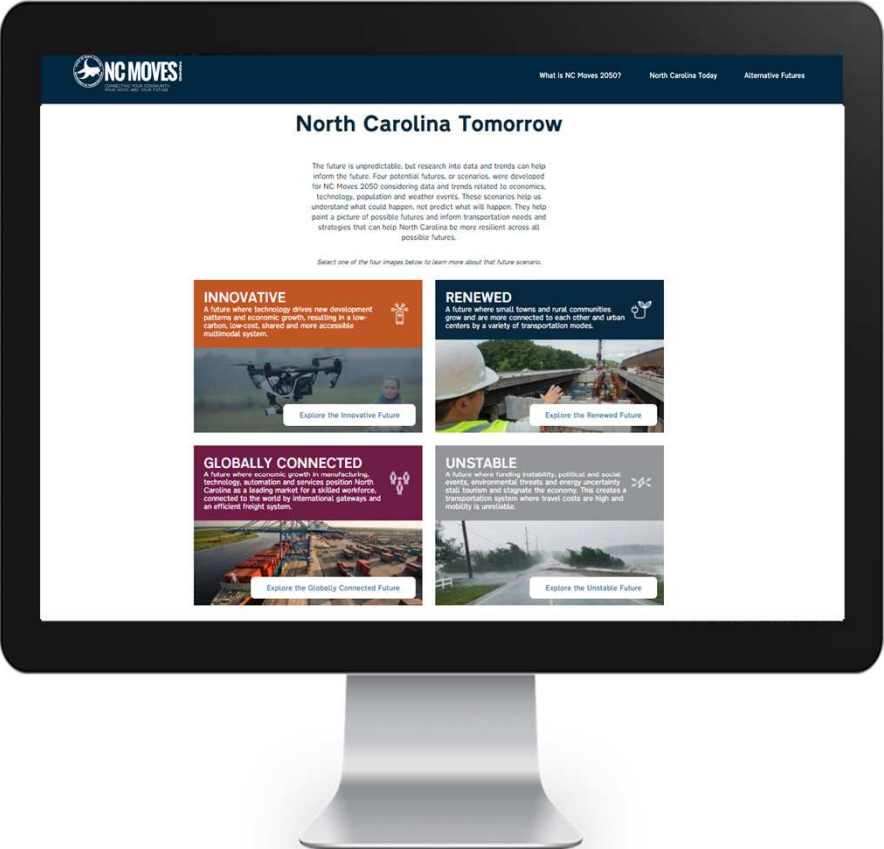 NC MOVES
CONNECTING YOUR COMMUNITY
YOUR VOICE AND YOUR FUTURE
What is NC Moves 2050?
North Carolina Today
Alternative Futures
North Carolina Tomorrow
The future is unpredictable, but research into data and trends can help
inform the future. Four potential futures, or scenarios, were developed
for NC Moves 2050 considering data and trends related to economics,
technology, population and weather events. These scenarios help us
understand what could happen, not predict what will happen. They help
paint a picture of possible futures and inform transportation needs and
strategies that can help North Carolina be more resilient across all
possible futures.
Select one of the four images below to learn more about that future scenario.
INNOVATIVE
A future where technology drives new development
patterns and economic growth, resulting in a low-
carbon, low-cost, shared and more accessible
multimodal system.
Explore the Innovative Future
RENEWED
A future where small towns and rural communities
grow and are more connected to each other and urban
centers by a variety of transportation modes.
Explore the Renewed Future
GLOBALLY CONNECTED
A future where economic growth in manufacturing,
technology, automation and services position North
Carolina as a leading market for a skilled workforce,
connected to the world by international gateways and
an efficient freight system.
Explore the Globally Connected Future
UNSTABLE
A future where funding instability, political and social
events, environmental threats and energy uncertainty
stall tourism and stagnate the economy. This creates a
transportation system where travel costs are high and
mobility is unreliable.
Explore the Unstable Future